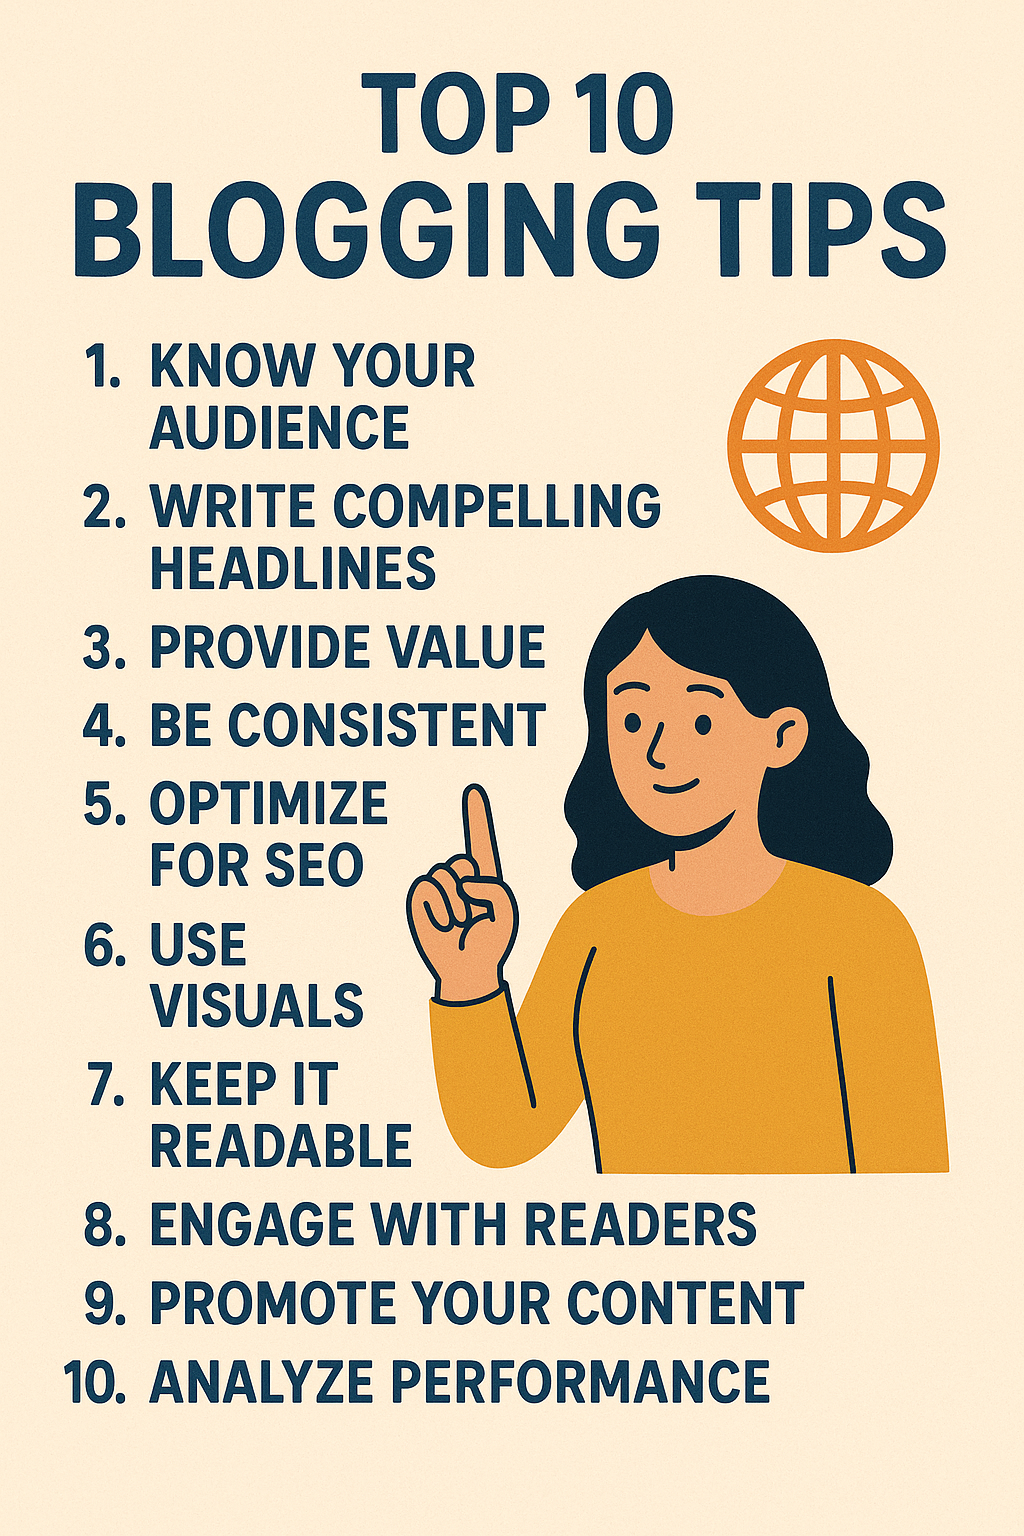 TOP 10
BLOGGING TIPS
1. KNOW YOUR
AUDIENCE
2. WRITE COMPELLING
HEADLINES
3. PROVIDE VALUE
4. BE CONSISTENT
5. OPTIMIZE
FOR SEO
6. USE
VISUALS
7. KEEP IT
READABLE
8. ENGAGE WITH READERS
9. PROMOTE YOUR CONTENT
10. ANALYZE PERFORMANCE